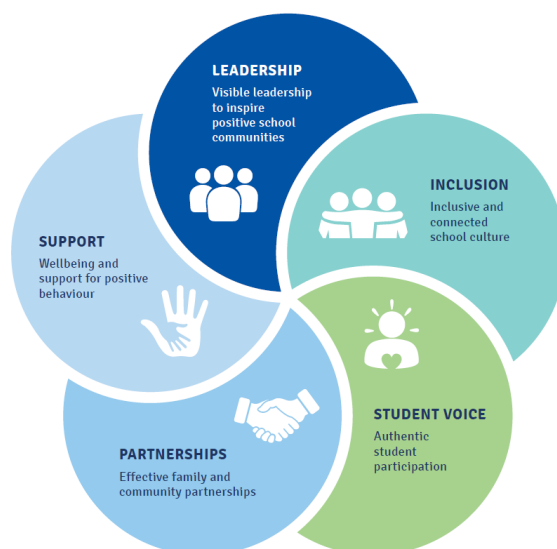 LEADERSHIP
Visible leadership
to inspire
positive school
communities
INCLUSION
Inclusive and
connected
school culture
STUDENT VOICE
Authentic
student
participation
PARTNERSHIPS
Effective family and
community partnerships
SUPPORT
Wellbeing and
support for positive
behaviour